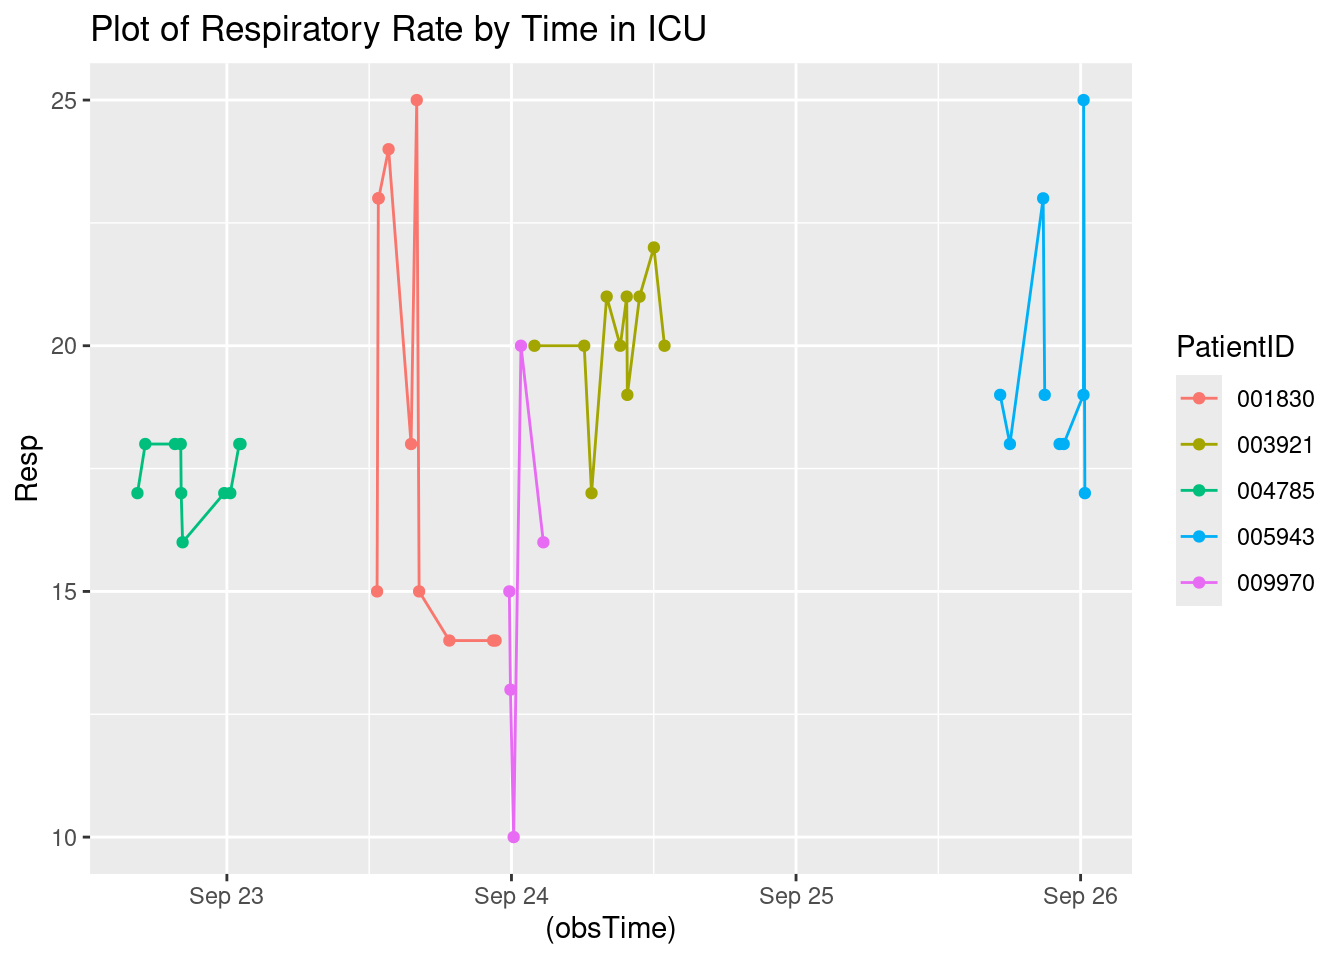 Plot of Respiratory Rate by Time in ICU
25
20
15
10
Resp
Sep 23
Sep 24
Sep 25
Sep 26
(obsTime)
PatientID
001830
003921
004785
005943
009970